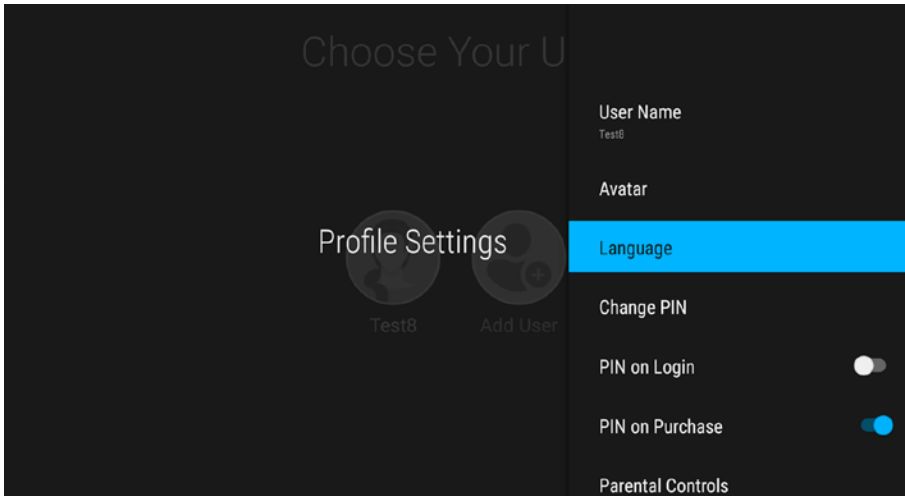 Choose Your U
Profile Settings
Test8
Add User
User Name
Test8
Avatar
Language
Change PIN
PIN on Login
PIN on Purchase
Parental Controls